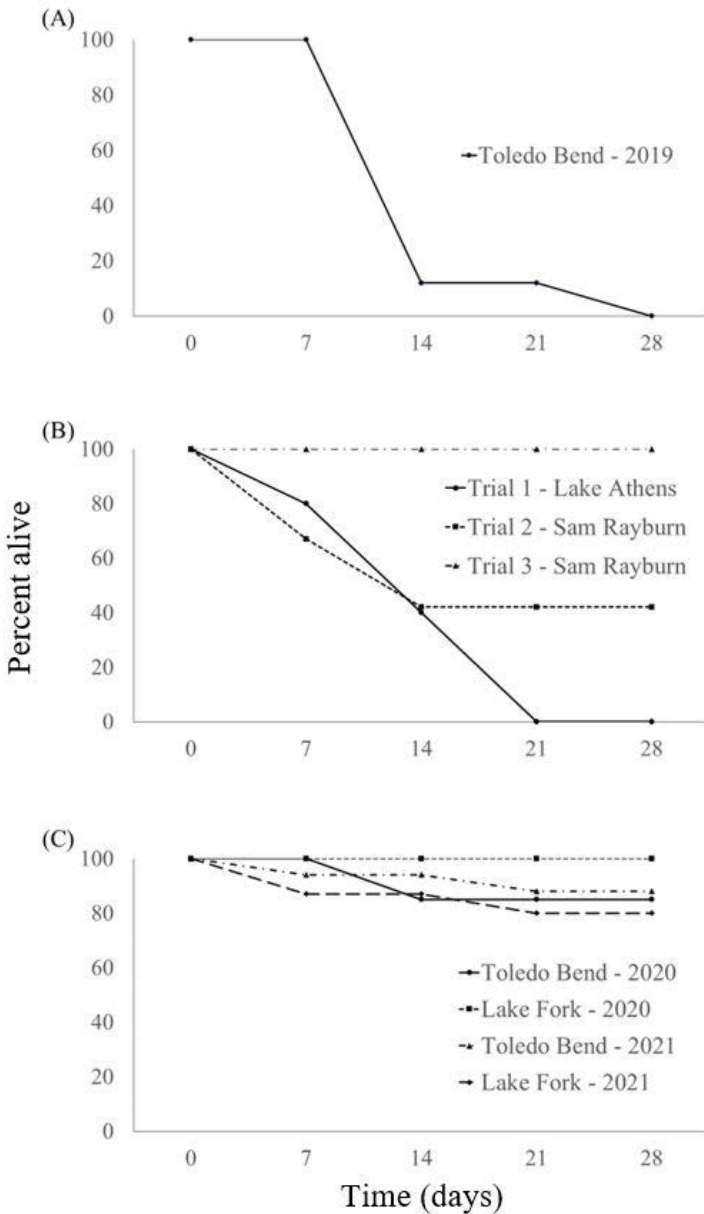 (A)
100
80
60
40
20
0
Toledo Bend - 2019
0 7 14 21 28
(B)
100
80
60
40
20
0
Trial 1 - Lake Athens
Trial 2 - Sam Rayburn
Trial 3 - Sam Rayburn
0 7 14 21 28
Percent alive
(C)
100
80
60
40
20
0
Toledo Bend - 2020
Lake Fork - 2020
Toledo Bend - 2021
Lake Fork - 2021
0 7 14 21 28
Time (days)